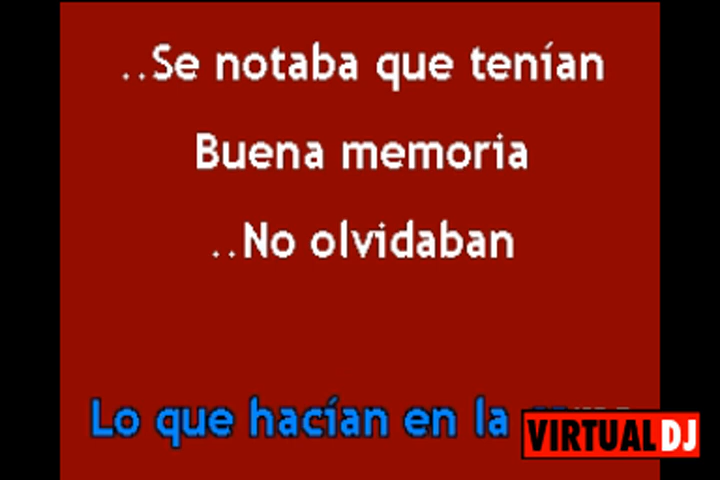 ..Se notaba que tenían
Buena memoria
..No olvidaban
Lo que hacían en la
VIRTUAL DJ